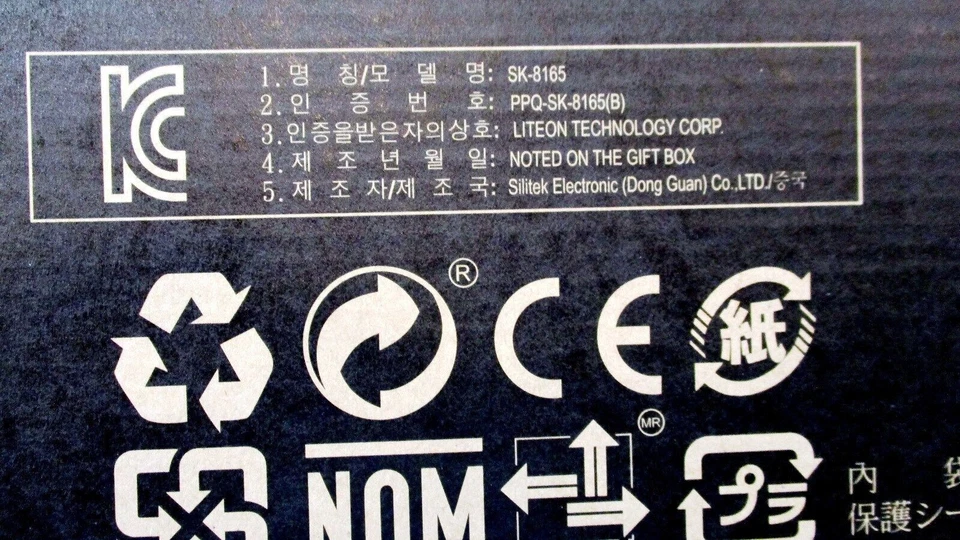 KC
1. 명 칭/모 델 명: SK-8165
2. 인 증 번 호: PPQ-SK-8165(B)
3. 인증을받은자의상호: LITEON TECHNOLOGY CORP.
4. 제 조 년 월 일: NOTED ON THE GIFT BOX
5. 제 조 자/제 조 국: Silitek Electronic (Dong Guan) Co.,LTD./중국
® CE 紙
MR
NOM プラ
內 袋
保護シー